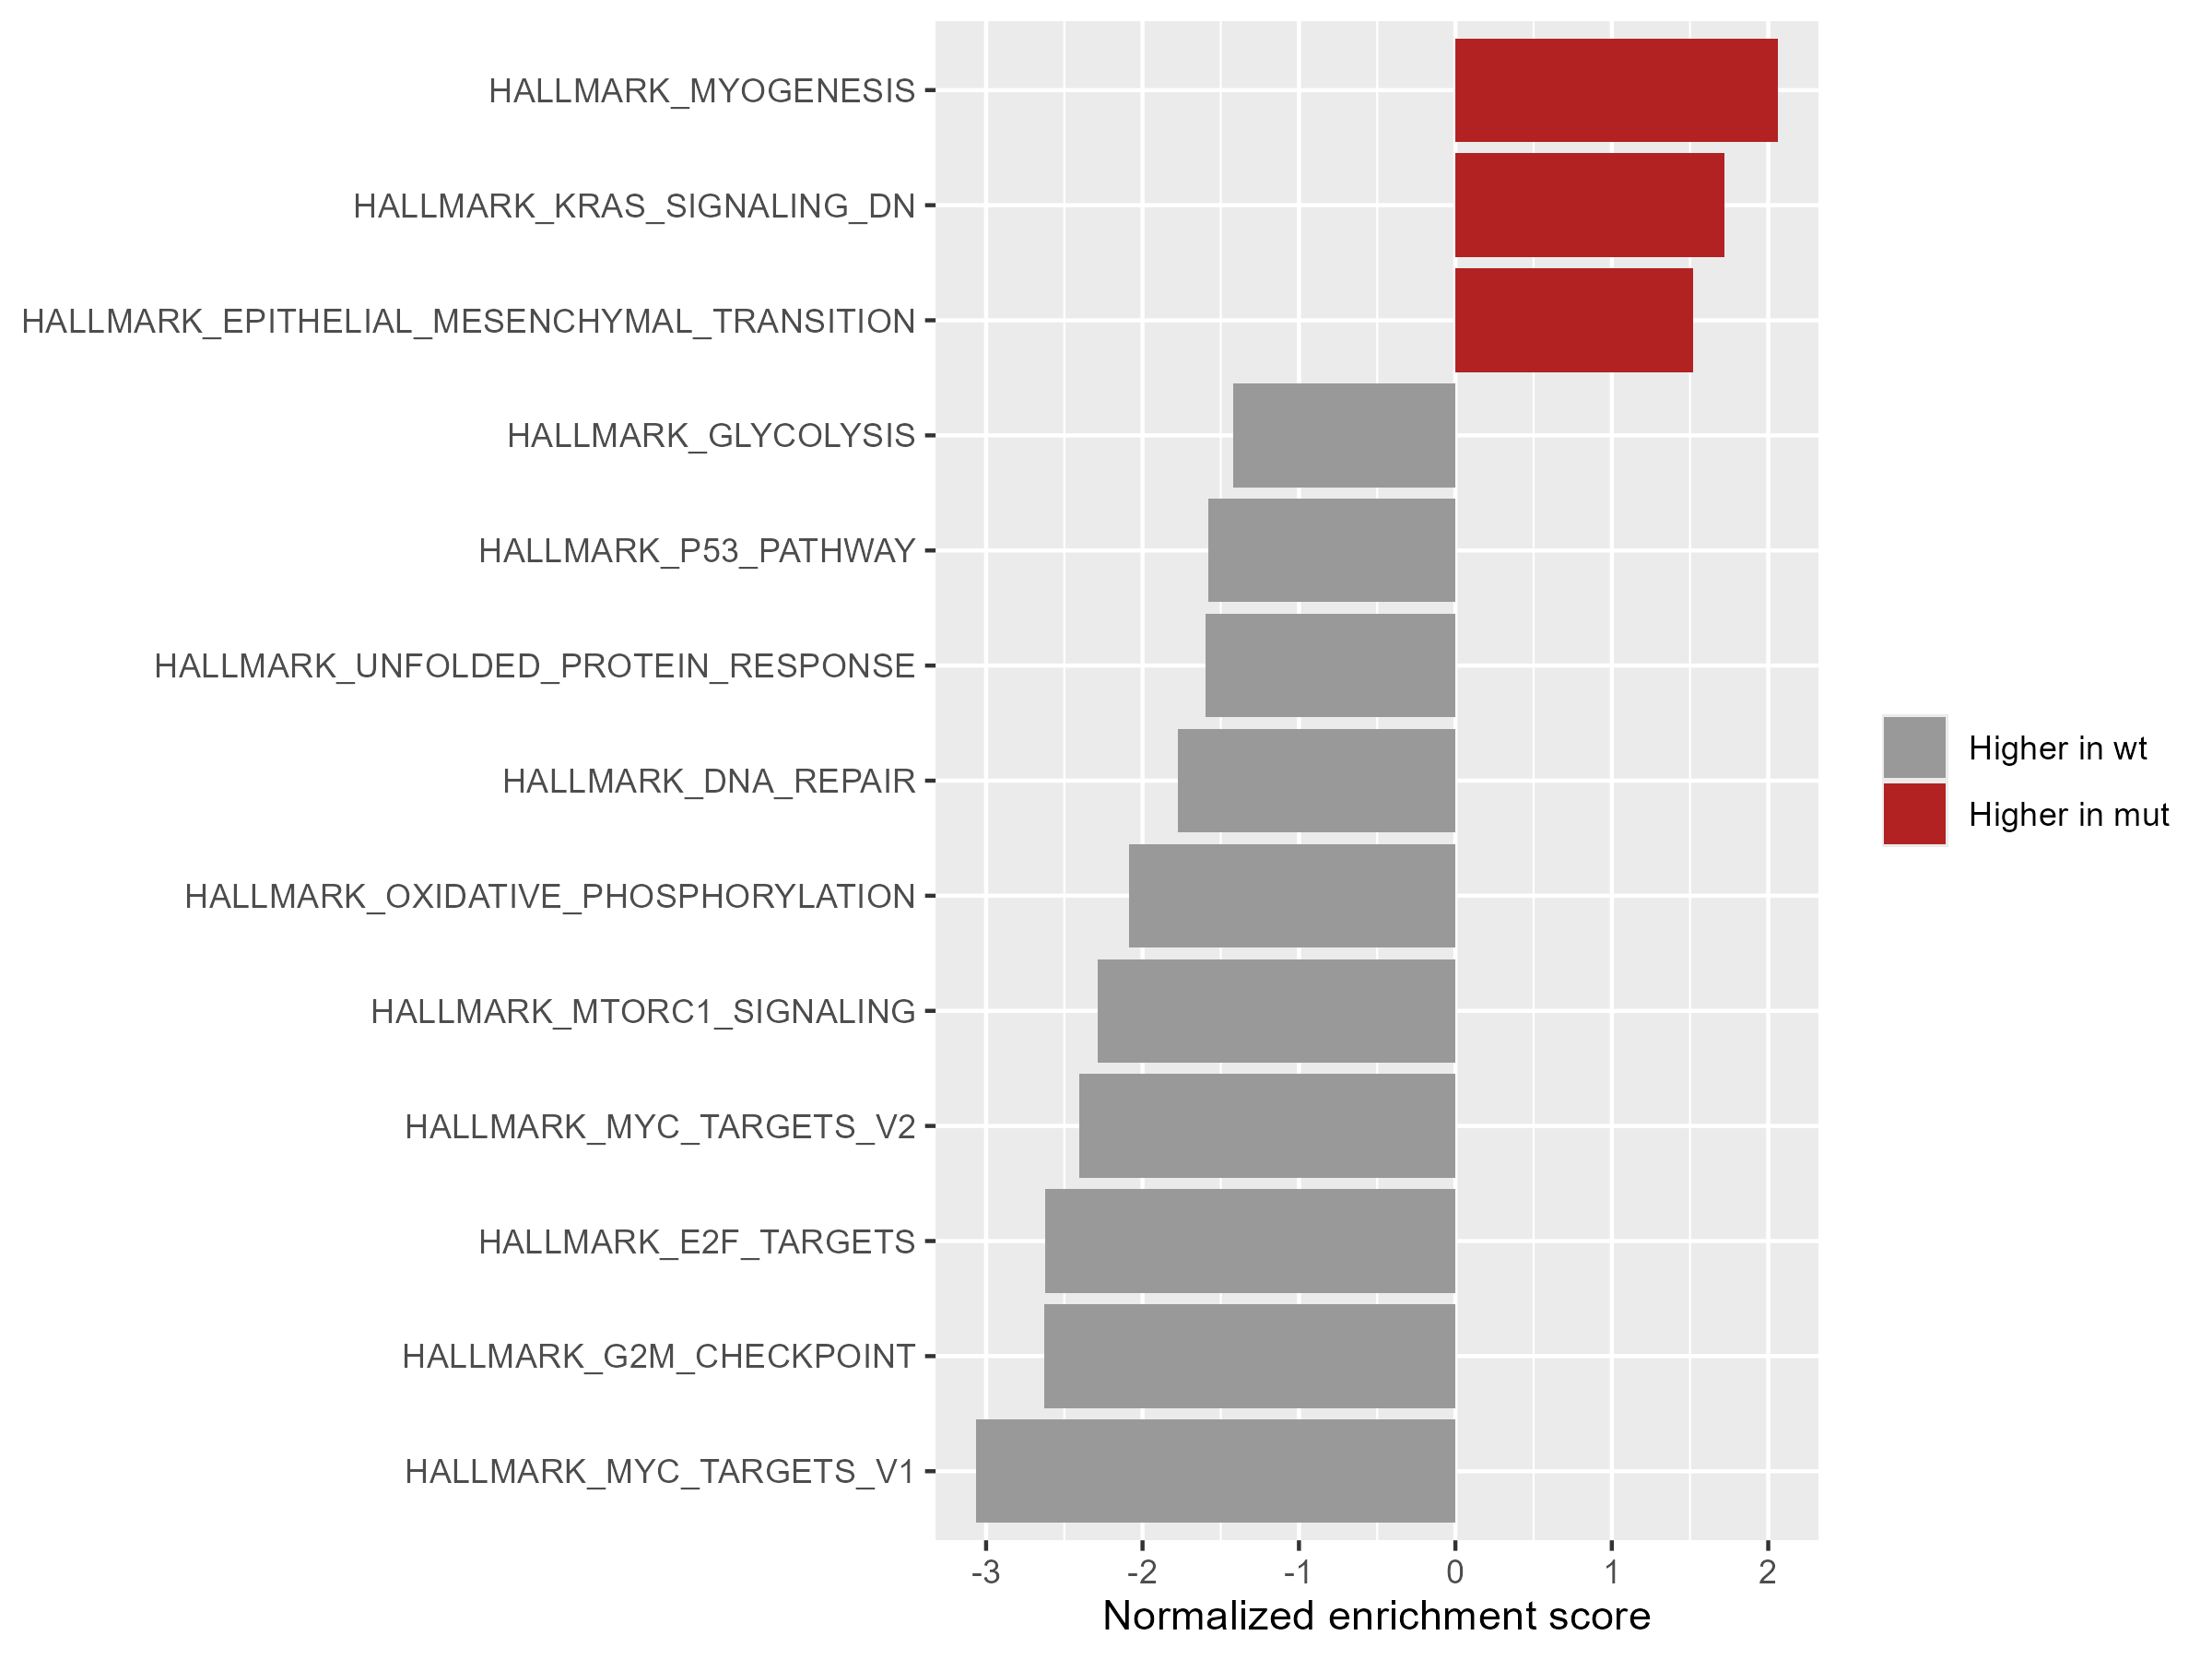 HALLMARK_MYOGENESIS
HALLMARK_KRAS_SIGNALING_DN
HALLMARK_EPITHELIAL_MESENCHYMAL_TRANSITION
HALLMARK_GLYCOLYSIS
HALLMARK_P53_PATHWAY
HALLMARK_UNFOLDED_PROTEIN_RESPONSE
HALLMARK_DNA_REPAIR
HALLMARK_OXIDATIVE_PHOSPHORYLATION
HALLMARK_MTORC1_SIGNALING
HALLMARK_MYC_TARGETS_V2
HALLMARK_E2F_TARGETS
HALLMARK_G2M_CHECKPOINT
HALLMARK_MYC_TARGETS_V1
-3 -2 -1 0 1 2
Normalized enrichment score
Higher in wt
Higher in mut